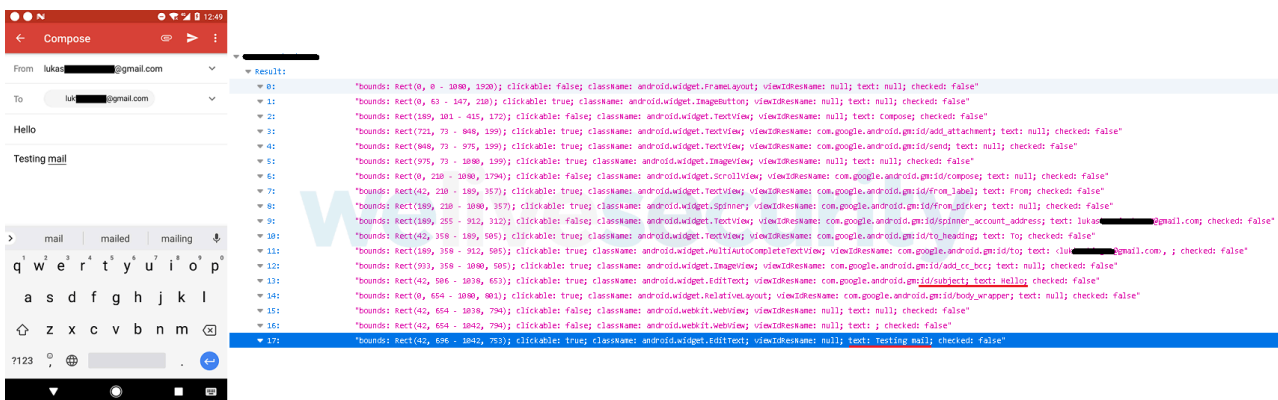 12:49
Compose
From lukas @gmail.com
To luk @gmail.com
Hello
Testing mail
mail mailed mailing
1 2 3 4 5 6 7 8 9 0
q w e r t y u i o p
a s d f g h j k l
z x c v b n m
?123 , .
Result:
0: "bounds: Rect(0, 0 - 1080, 1920); clickable: false; className: android.widget.FrameLayout; viewIdResName: null; text: null; checked: false"
1: "bounds: Rect(0, 63 - 147, 210); clickable: true; className: android.widget.ImageButton; viewIdResName: null; text: null; checked: false"
2: "bounds: Rect(189, 101 - 415, 172); clickable: false; className: android.widget.TextView; viewIdResName: null; text: Compose; checked: false"
3: "bounds: Rect(721, 73 - 848, 199); clickable: true; className: android.widget.TextView; viewIdResName: com.google.android.gm:id/add_attachment; text: null; checked: false"
4: "bounds: Rect(848, 73 - 975, 199); clickable: true; className: android.widget.TextView; viewIdResName: com.google.android.gm:id/send; text: null; checked: false"
5: "bounds: Rect(975, 73 - 1080, 199); clickable: true; className: android.widget.ImageView; viewIdResName: null; text: null; checked: false"
6: "bounds: Rect(0, 210 - 1080, 1794); clickable: false; className: android.widget.ScrollView; viewIdResName: com.google.android.gm:id/compose; text: null; checked: false"
7: "bounds: Rect(42, 210 - 189, 357); clickable: true; className: android.widget.TextView; viewIdResName: com.google.android.gm:id/from_label; text: From; checked: false"
8: "bounds: Rect(189, 210 - 1080, 357); clickable: true; className: android.widget.Spinner; viewIdResName: com.google.android.gm:id/from_picker; text: null; checked: false"
9: "bounds: Rect(189, 255 - 912, 312); clickable: false; className: android.widget.TextView; viewIdResName: com.google.android.gm:id/spinner_account_address; text: lukas @gmail.com; checked: false"
10: "bounds: Rect(42, 358 - 189, 505); clickable: true; className: android.widget.TextView; viewIdResName: com.google.android.gm:id/to_heading; text: To; checked: false"
11: "bounds: Rect(189, 358 - 912, 505); clickable: true; className: android.widget.MultiAutoCompleteTextView; viewIdResName: com.google.android.gm:id/to; text: <luk @gmail.com>, ; checked: false"
12: "bounds: Rect(933, 358 - 1080, 505); clickable: true; className: android.widget.ImageView; viewIdResName: com.google.android.gm:id/add_cc_bcc; text: null; checked: false"
13: "bounds: Rect(42, 506 - 1038, 653); clickable: true; className: android.widget.EditText; viewIdResName: com.google.android.gm:id/subject; text: Hello; checked: false"
14: "bounds: Rect(0, 654 - 1080, 801); clickable: true; className: android.widget.RelativeLayout; viewIdResName: com.google.android.gm:id/body_wrapper; text: null; checked: false"
15: "bounds: Rect(42, 654 - 1038, 794); clickable: false; className: android.webkit.WebView; viewIdResName: null; text: null; checked: false"
16: "bounds: Rect(42, 654 - 1042, 794); clickable: false; className: android.webkit.WebView; viewIdResName: null; text: ; checked: false"
17: "bounds: Rect(42, 696 - 1042, 753); clickable: true; className: android.widget.EditText; viewIdResName: null; text: Testing mail; checked: false"